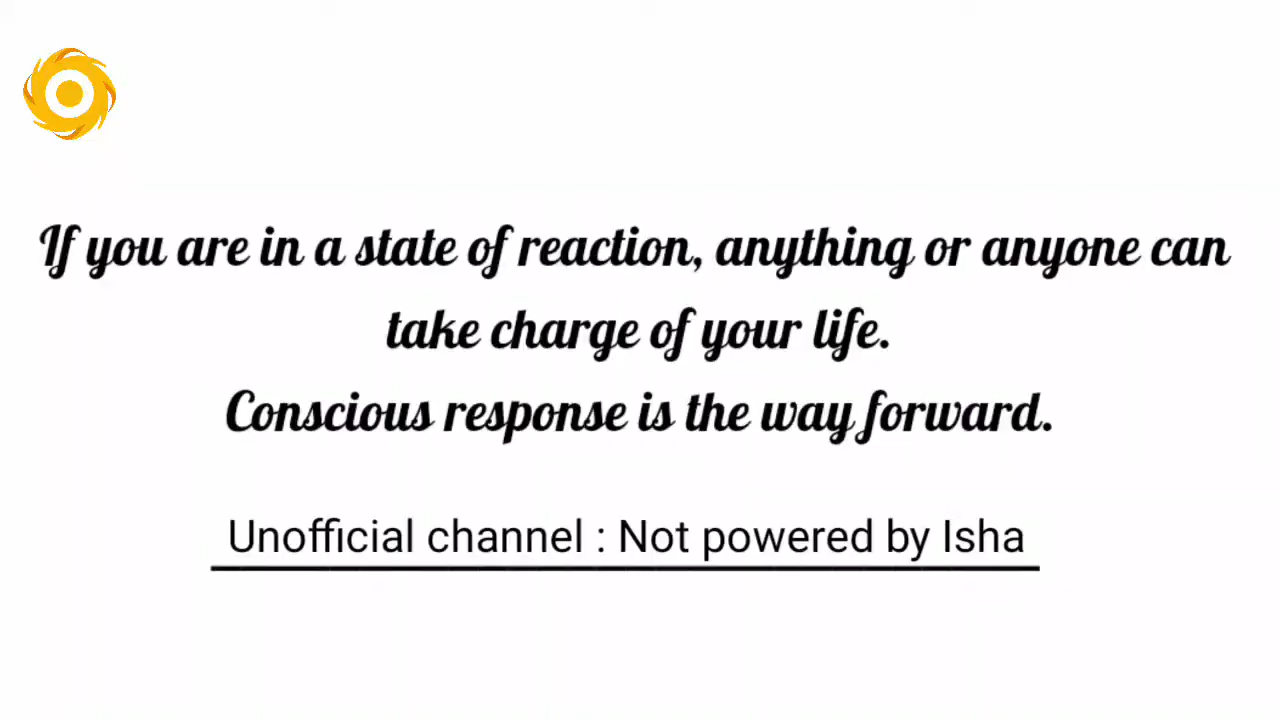 If you are in a state of reaction, anything or anyone can
take charge of your life.
Conscious response is the way forward.
Unofficial channel : Not powered by Isha